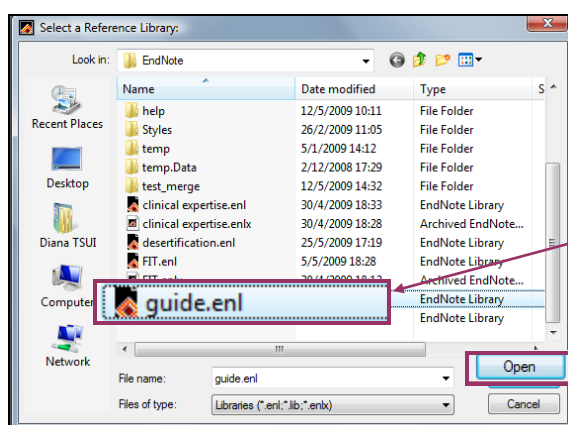 Select a Reference Library:
Look in: EndNote
Name Date modified Type S
Recent Places
Desktop
Diana TSUI
Computer
Network
help 12/5/2009 10:11 File Folder
Styles 26/2/2009 11:05 File Folder
temp 5/1/2009 14:12 File Folder
temp.Data 2/12/2008 17:29 File Folder
test_merge 12/5/2009 14:32 File Folder
clinical expertise.enl 30/4/2009 18:33 EndNote Library
clinical expertise.enlx 30/4/2009 18:28 Archived EndNote...
desertification.enl 25/5/2009 17:19 EndNote Library
FIT.enl 5/5/2009 18:28 EndNote Library
Archived EndNote...
guide.enl EndNote Library
EndNote Library
File name: guide.enl Open
Files of type: Libraries (*.enl;*.lib;*.enlx) Cancel